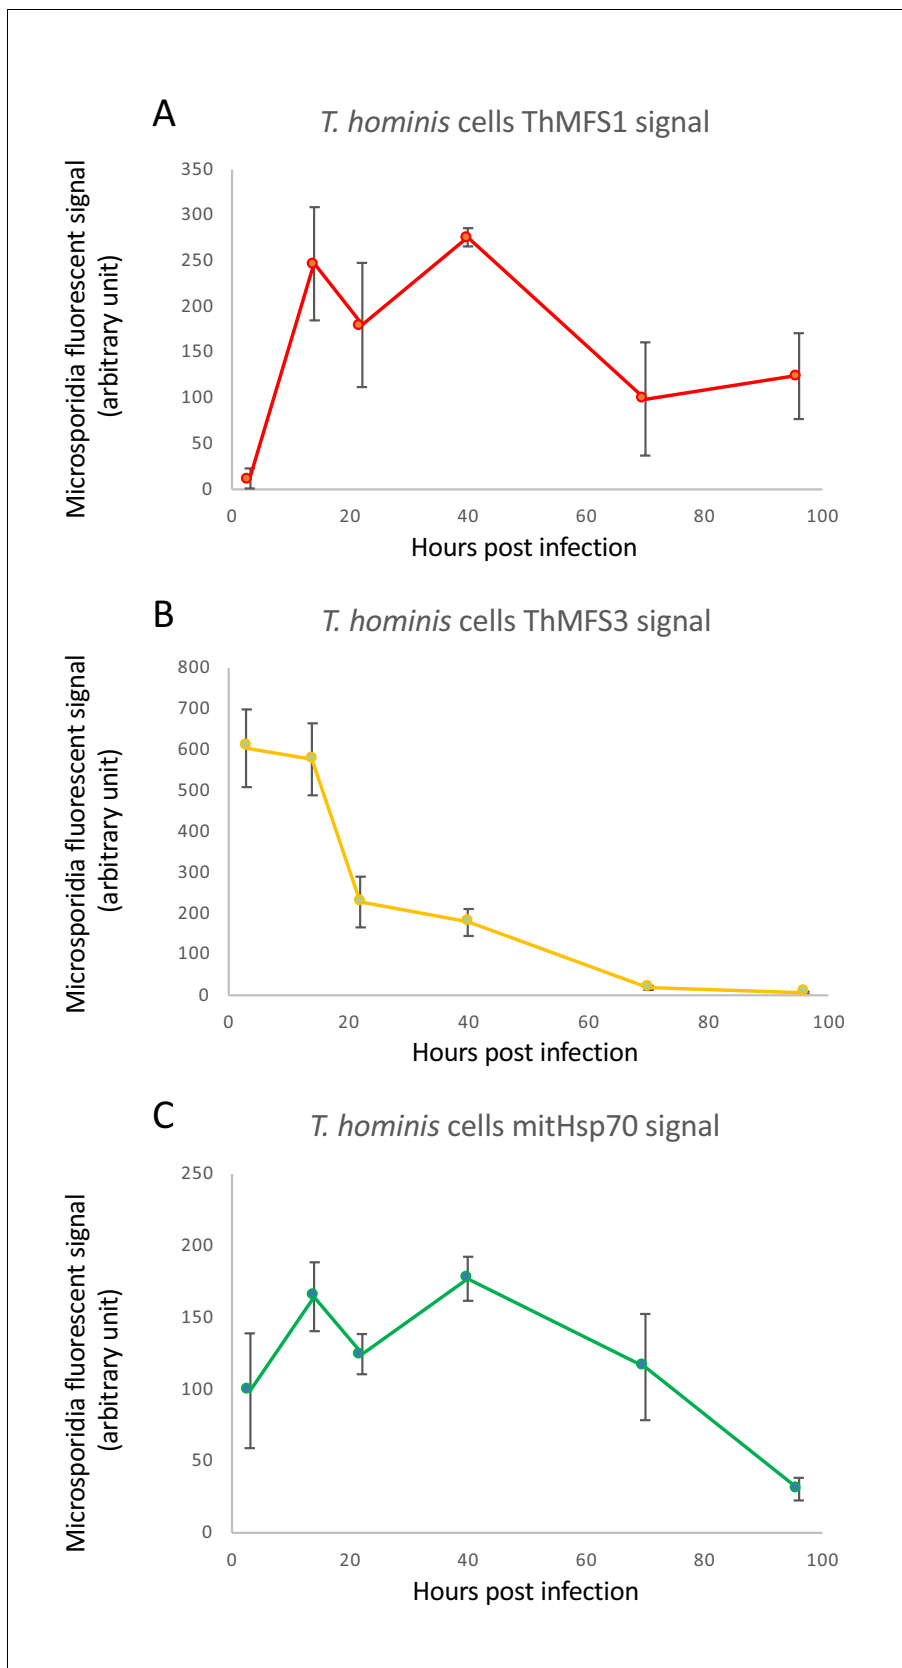 A
T. hominis cells ThMFS1 signal
Microsporidia fluorescent signal
(arbitrary unit)
350
300
250
200
150
100
50
0
0 20 40 60 80 100
Hours post infection
B
T. hominis cells ThMFS3 signal
Microsporidia fluorescent signal
(arbitrary unit)
800
700
600
500
400
300
200
100
0
0 20 40 60 80 100
Hours post infection
C
T. hominis cells mitHsp70 signal
Microsporidia fluorescent signal
(arbitrary unit)
250
200
150
100
50
0
0 20 40 60 80 100
Hours post infection